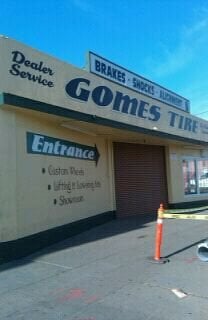 Dealer
Service
BRAKES - SHOCKS - ALIGNMENT
GOMES TIRE
Entrance
Custom Wheels
Lifting & Lowering Kits
Showroom